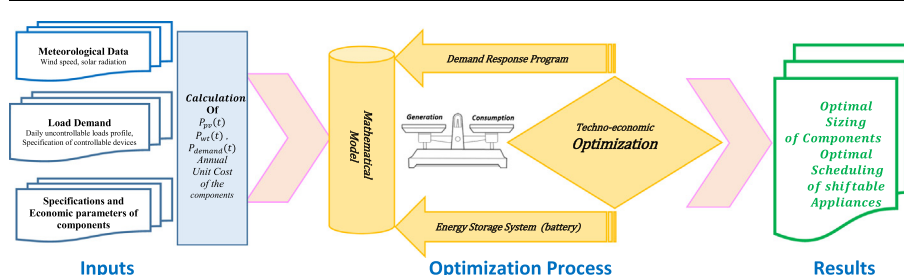 Meteorological Data
Wind speed, solar radiation
Load Demand
Daily uncontrollable loads profile,
Specification of controllable devices
Specifications and
Economic parameters of
components
Calculation
Of
P_pv(t)
P_wt(t) .
P_demand(t)
Annual
Unit Cost
of the
components
Inputs
Mathematical
Model
Demand Response Program
Generation
Consumption
Techno-economic
Optimization
Energy Storage System (battery)
Optimization Process
Optimal
Sizing
of Components
Optimal
Scheduling
of shiftable
Appliances
Results